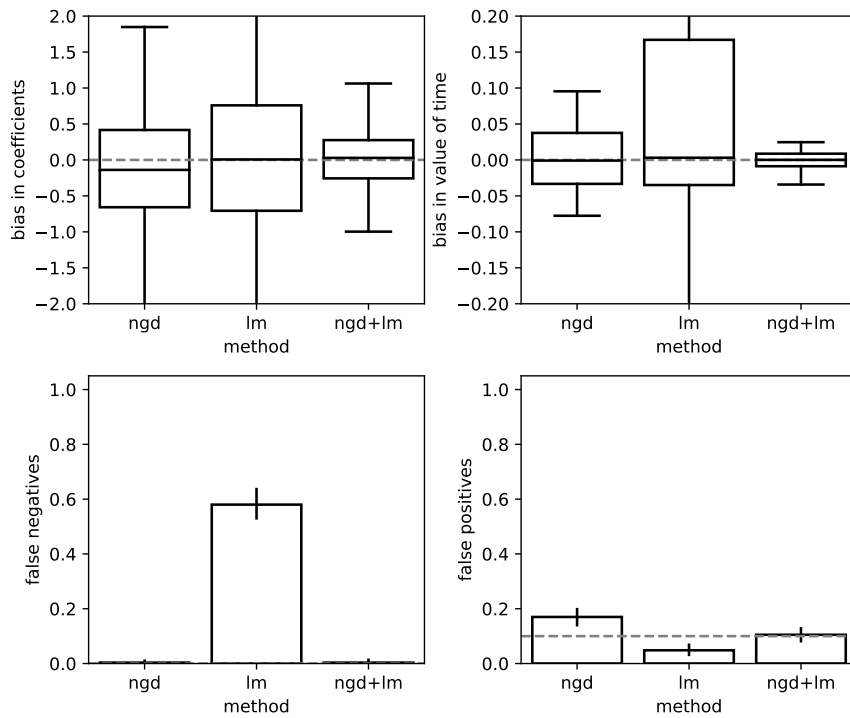 bias in coefficients
2.0
1.5
1.0
0.5
0.0
−0.5
−1.0
−1.5
−2.0
ngd lm ngd+lm
method
bias in value of time
0.20
0.15
0.10
0.05
0.00
−0.05
−0.10
−0.15
−0.20
ngd lm ngd+lm
method
false negatives
1.0
0.8
0.6
0.4
0.2
0.0
ngd lm ngd+lm
method
false positives
1.0
0.8
0.6
0.4
0.2
0.0
ngd lm ngd+lm
method